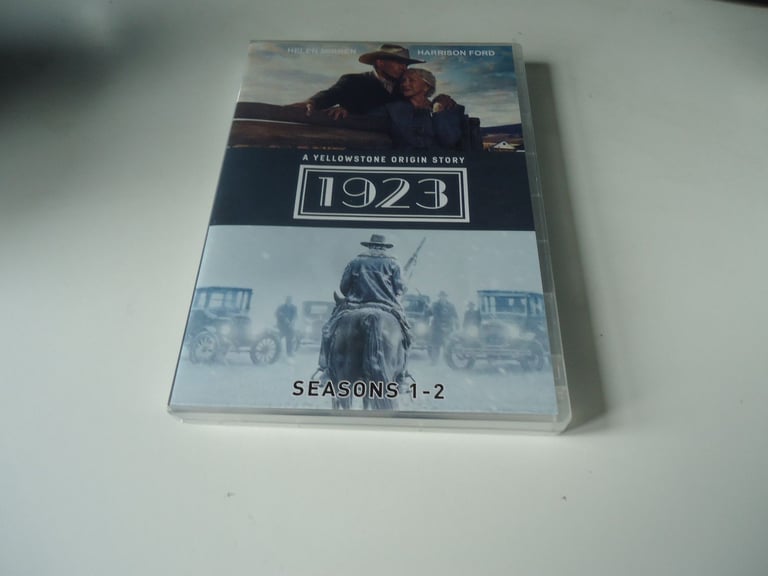 HELEN MIRREN HARRISON FORD
A YELLOWSTONE ORIGIN STORY
1923
SEASONS 1-2